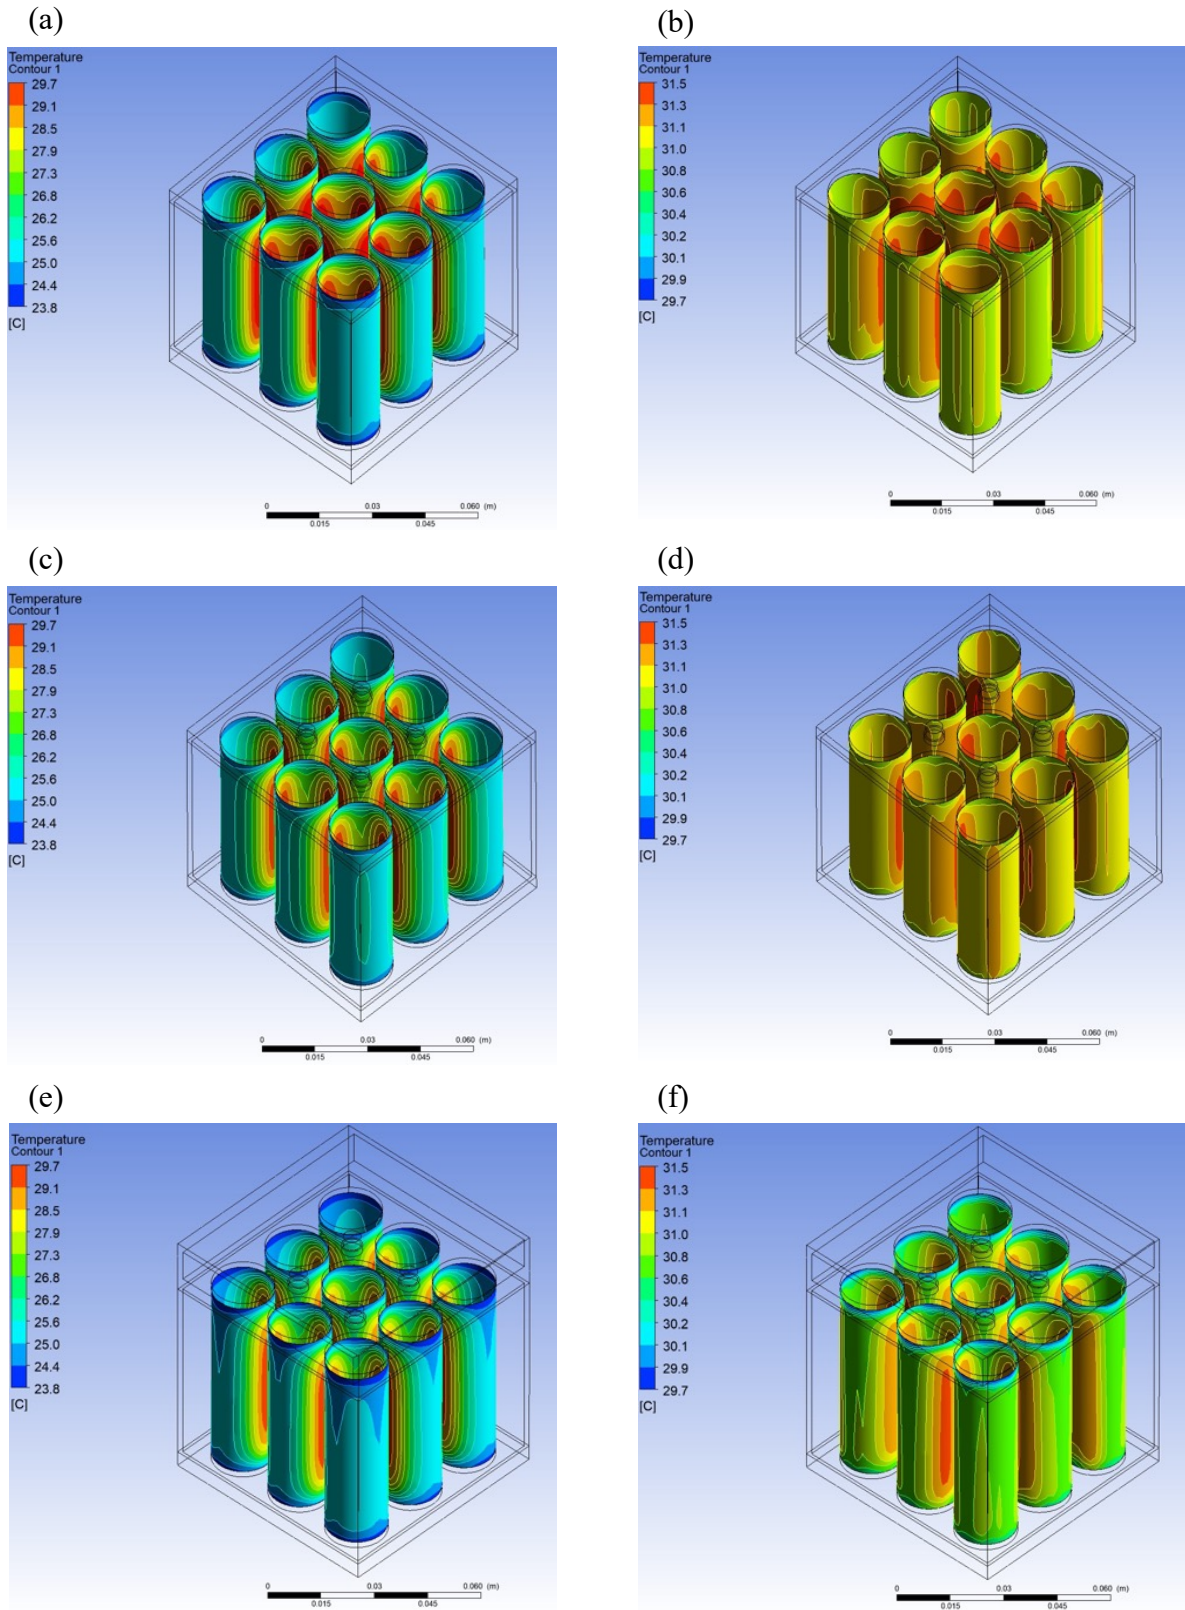 (a)
Temperature
Contour 1
29.7
29.1
28.5
27.9
27.3
26.8
26.2
25.6
25.0
24.4
23.8
[C]
0 0.03 0.060 (m)
0.015 0.045
(b)
Temperature
Contour 1
31.5
31.3
31.1
31.0
30.8
30.6
30.4
30.2
30.1
29.9
29.7
[C]
0 0.03 0.060 (m)
0.015 0.045
(c)
Temperature
Contour 1
29.7
29.1
28.5
27.9
27.3
26.8
26.2
25.6
25.0
24.4
23.8
[C]
0 0.03 0.060 (m)
0.015 0.045
(d)
Temperature
Contour 1
31.5
31.3
31.1
31.0
30.8
30.6
30.4
30.2
30.1
29.9
29.7
[C]
0 0.03 0.060 (m)
0.015 0.045
(e)
Temperature
Contour 1
29.7
29.1
28.5
27.9
27.3
26.8
26.2
25.6
25.0
24.4
23.8
[C]
0 0.03 0.060 (m)
0.015 0.045
(f)
Temperature
Contour 1
31.5
31.3
31.1
31.0
30.8
30.6
30.4
30.2
30.1
29.9
29.7
[C]
0 0.03 0.060 (m)
0.015 0.045